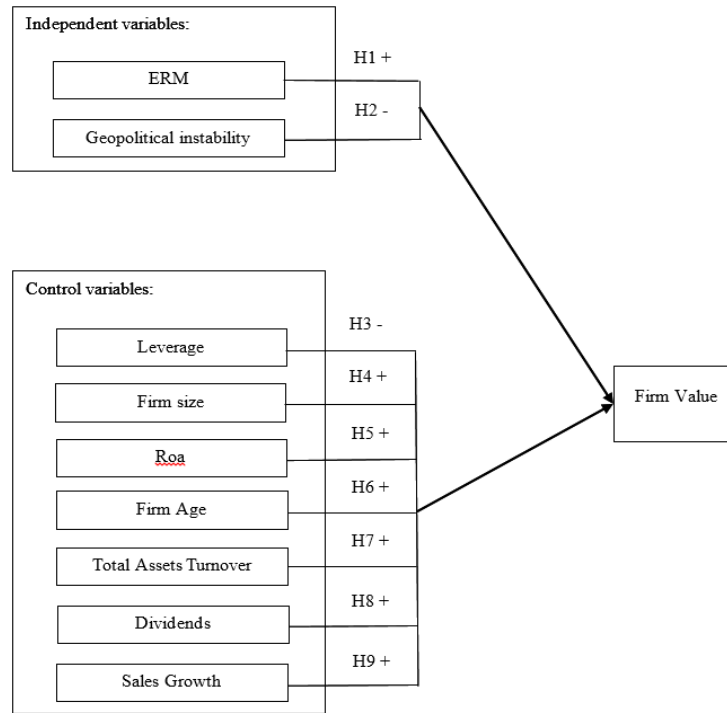 Independent variables:
H1 +
ERM
H2 -
Geopolitical instability
Control variables:
H3 -
Leverage
H4 +
Firm size
Firm Value
H5 +
Roa
H6 +
Firm Age
H7 +
Total Assets Turnover
H8 +
Dividends
H9 +
Sales Growth